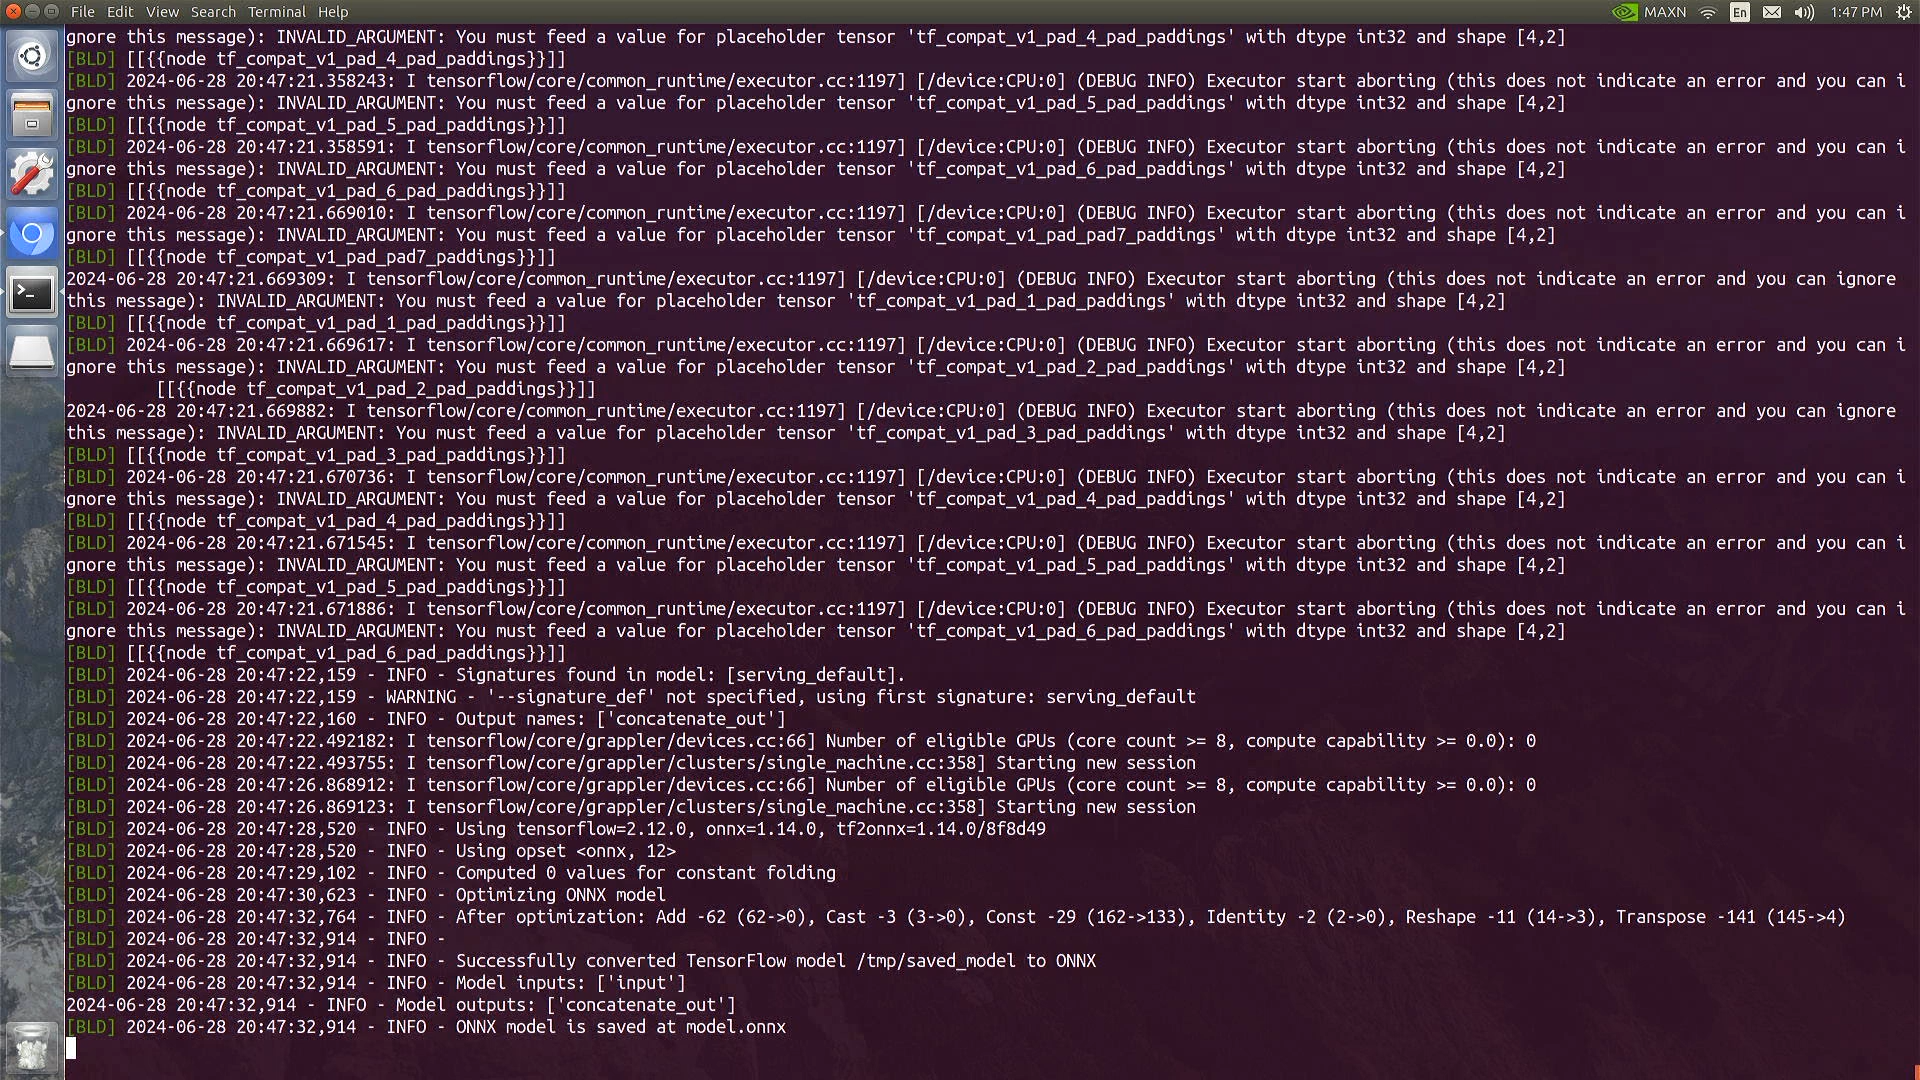 File Edit View Search Terminal Help MAXN En 1:47 PM
gnore this message): INVALID_ARGUMENT: You must feed a value for placeholder tensor 'tf_compat_v1_pad_4_pad_paddings' with dtype int32 and shape [4,2]
[BLD] [[{{node tf_compat_v1_pad_4_pad_paddings}}]]
[BLD] 2024-06-28 20:47:21.358243: I tensorflow/core/common_runtime/executor.cc:1197] [/device:CPU:0] (DEBUG INFO) Executor start aborting (this does not indicate an error and you can i
gnore this message): INVALID_ARGUMENT: You must feed a value for placeholder tensor 'tf_compat_v1_pad_5_pad_paddings' with dtype int32 and shape [4,2]
[BLD] [[{{node tf_compat_v1_pad_5_pad_paddings}}]]
[BLD] 2024-06-28 20:47:21.358591: I tensorflow/core/common_runtime/executor.cc:1197] [/device:CPU:0] (DEBUG INFO) Executor start aborting (this does not indicate an error and you can i
gnore this message): INVALID_ARGUMENT: You must feed a value for placeholder tensor 'tf_compat_v1_pad_6_pad_paddings' with dtype int32 and shape [4,2]
[BLD] [[{{node tf_compat_v1_pad_6_pad_paddings}}]]
[BLD] 2024-06-28 20:47:21.669010: I tensorflow/core/common_runtime/executor.cc:1197] [/device:CPU:0] (DEBUG INFO) Executor start aborting (this does not indicate an error and you can i
gnore this message): INVALID_ARGUMENT: You must feed a value for placeholder tensor 'tf_compat_v1_pad_pad7_paddings' with dtype int32 and shape [4,2]
[BLD] [[{{node tf_compat_v1_pad_pad7_paddings}}]]
2024-06-28 20:47:21.669309: I tensorflow/core/common_runtime/executor.cc:1197] [/device:CPU:0] (DEBUG INFO) Executor start aborting (this does not indicate an error and you can ignore
this message): INVALID_ARGUMENT: You must feed a value for placeholder tensor 'tf_compat_v1_pad_1_pad_paddings' with dtype int32 and shape [4,2]
[BLD] [[{{node tf_compat_v1_pad_1_pad_paddings}}]]
[BLD] 2024-06-28 20:47:21.669617: I tensorflow/core/common_runtime/executor.cc:1197] [/device:CPU:0] (DEBUG INFO) Executor start aborting (this does not indicate an error and you can i
gnore this message): INVALID_ARGUMENT: You must feed a value for placeholder tensor 'tf_compat_v1_pad_2_pad_paddings' with dtype int32 and shape [4,2]
[[{{node tf_compat_v1_pad_2_pad_paddings}}]]
2024-06-28 20:47:21.669882: I tensorflow/core/common_runtime/executor.cc:1197] [/device:CPU:0] (DEBUG INFO) Executor start aborting (this does not indicate an error and you can ignore
this message): INVALID_ARGUMENT: You must feed a value for placeholder tensor 'tf_compat_v1_pad_3_pad_paddings' with dtype int32 and shape [4,2]
[BLD] [[{{node tf_compat_v1_pad_3_pad_paddings}}]]
[BLD] 2024-06-28 20:47:21.670736: I tensorflow/core/common_runtime/executor.cc:1197] [/device:CPU:0] (DEBUG INFO) Executor start aborting (this does not indicate an error and you can i
gnore this message): INVALID_ARGUMENT: You must feed a value for placeholder tensor 'tf_compat_v1_pad_4_pad_paddings' with dtype int32 and shape [4,2]
[BLD] [[{{node tf_compat_v1_pad_4_pad_paddings}}]]
[BLD] 2024-06-28 20:47:21.671545: I tensorflow/core/common_runtime/executor.cc:1197] [/device:CPU:0] (DEBUG INFO) Executor start aborting (this does not indicate an error and you can i
gnore this message): INVALID_ARGUMENT: You must feed a value for placeholder tensor 'tf_compat_v1_pad_5_pad_paddings' with dtype int32 and shape [4,2]
[BLD] [[{{node tf_compat_v1_pad_5_pad_paddings}}]]
[BLD] 2024-06-28 20:47:21.671886: I tensorflow/core/common_runtime/executor.cc:1197] [/device:CPU:0] (DEBUG INFO) Executor start aborting (this does not indicate an error and you can i
gnore this message): INVALID_ARGUMENT: You must feed a value for placeholder tensor 'tf_compat_v1_pad_6_pad_paddings' with dtype int32 and shape [4,2]
[BLD] [[{{node tf_compat_v1_pad_6_pad_paddings}}]]
[BLD] 2024-06-28 20:47:22,159 - INFO - Signatures found in model: [serving_default].
[BLD] 2024-06-28 20:47:22,159 - WARNING - '--signature_def' not specified, using first signature: serving_default
[BLD] 2024-06-28 20:47:22,160 - INFO - Output names: ['concatenate_out']
[BLD] 2024-06-28 20:47:22.492182: I tensorflow/core/grappler/devices.cc:66] Number of eligible GPUs (core count >= 8, compute capability >= 0.0): 0
[BLD] 2024-06-28 20:47:22.493755: I tensorflow/core/grappler/clusters/single_machine.cc:358] Starting new session
[BLD] 2024-06-28 20:47:26.868912: I tensorflow/core/grappler/devices.cc:66] Number of eligible GPUs (core count >= 8, compute capability >= 0.0): 0
[BLD] 2024-06-28 20:47:26.869123: I tensorflow/core/grappler/clusters/single_machine.cc:358] Starting new session
[BLD] 2024-06-28 20:47:28,520 - INFO - Using tensorflow=2.12.0, onnx=1.14.0, tf2onnx=1.14.0/8f8d49
[BLD] 2024-06-28 20:47:28,520 - INFO - Using opset <onnx, 12>
[BLD] 2024-06-28 20:47:29,102 - INFO - Computed 0 values for constant folding
[BLD] 2024-06-28 20:47:30,623 - INFO - Optimizing ONNX model
[BLD] 2024-06-28 20:47:32,764 - INFO - After optimization: Add -62 (62->0), Cast -3 (3->0), Const -29 (162->133), Identity -2 (2->0), Reshape -11 (14->3), Transpose -141 (145->4)
[BLD] 2024-06-28 20:47:32,914 - INFO -
[BLD] 2024-06-28 20:47:32,914 - INFO - Successfully converted TensorFlow model /tmp/saved_model to ONNX
[BLD] 2024-06-28 20:47:32,914 - INFO - Model inputs: ['input']
2024-06-28 20:47:32,914 - INFO - Model outputs: ['concatenate_out']
[BLD] 2024-06-28 20:47:32,914 - INFO - ONNX model is saved at model.onnx